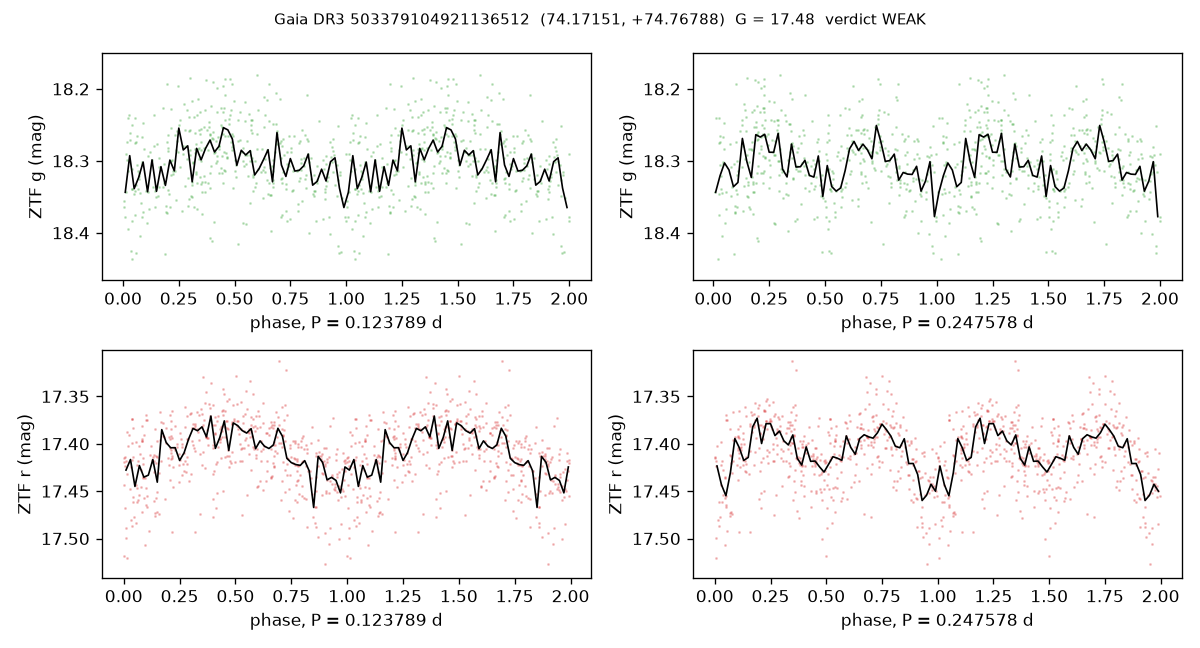 Gaia DR3 503379104921136512  (74.17151, +74.76788)  G = 17.48  verdict WEAK
ZTF g (mag)
18.2
18.3
18.4
0.00 0.25 0.50 0.75 1.00 1.25 1.50 1.75 2.00
phase, P = 0.123789 d
ZTF g (mag)
18.2
18.3
18.4
0.00 0.25 0.50 0.75 1.00 1.25 1.50 1.75 2.00
phase, P = 0.247578 d
ZTF r (mag)
17.35
17.40
17.45
17.50
0.00 0.25 0.50 0.75 1.00 1.25 1.50 1.75 2.00
phase, P = 0.123789 d
ZTF r (mag)
17.35
17.40
17.45
17.50
0.00 0.25 0.50 0.75 1.00 1.25 1.50 1.75 2.00
phase, P = 0.247578 d